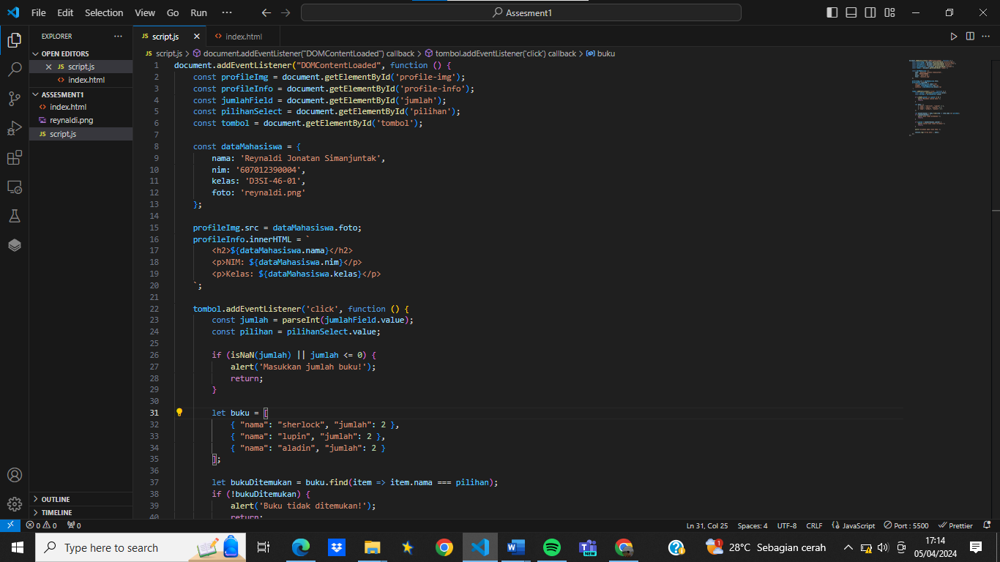 File Edit Selection View Go Run ··· Assesment1
EXPLORER ···
OPEN EDITORS
JS script.js
index.html
ASSESMENT1
index.html
reynaldi.png
JS script.js
OUTLINE
TIMELINE
JS script.js index.html
JS script.js > document.addEventListener("DOMContentLoaded") callback > tombol.addEventListener('click') callback > buku
1 document.addEventListener("DOMContentLoaded", function () {
2 const profileImg = document.getElementById('profile-img');
3 const profileInfo = document.getElementById('profile-info');
4 const jumlahField = document.getElementById('jumlah');
5 const pilihanSelect = document.getElementById('pilihan');
6 const tombol = document.getElementById('tombol');
7
8 const dataMahasiswa = {
9 nama: 'Reynaldi Jonatan Simanjuntak',
10 nim: '607012390004',
11 kelas: 'D3SI-46-01',
12 foto: 'reynaldi.png'
13 };
14
15 profileImg.src = dataMahasiswa.foto;
16 profileInfo.innerHTML = `
17 <h2>${dataMahasiswa.nama}</h2>
18 <p>NIM: ${dataMahasiswa.nim}</p>
19 <p>Kelas: ${dataMahasiswa.kelas}</p>
20 `;
21
22 tombol.addEventListener('click', function () {
23 const jumlah = parseInt(jumlahField.value);
24 const pilihan = pilihanSelect.value;
25
26 if (isNaN(jumlah) || jumlah <= 0) {
27 alert('Masukkan jumlah buku!');
28 return;
29 }
30
31 let buku = [
32 { "nama": "sherlock", "jumlah": 2 },
33 { "nama": "lupin", "jumlah": 2 },
34 { "nama": "aladin", "jumlah": 2 }
35 ];
36
37 let bukuDitemukan = buku.find(item => item.nama === pilihan);
38 if (!bukuDitemukan) {
39 alert('Buku tidak ditemukan!');
40 return;
0 0 0 Ln 31, Col 25 Spaces: 4 UTF-8 CRLF JavaScript Port : 5500 Prettier
Type here to search
28°C Sebagian cerah
17:14
05/04/2024